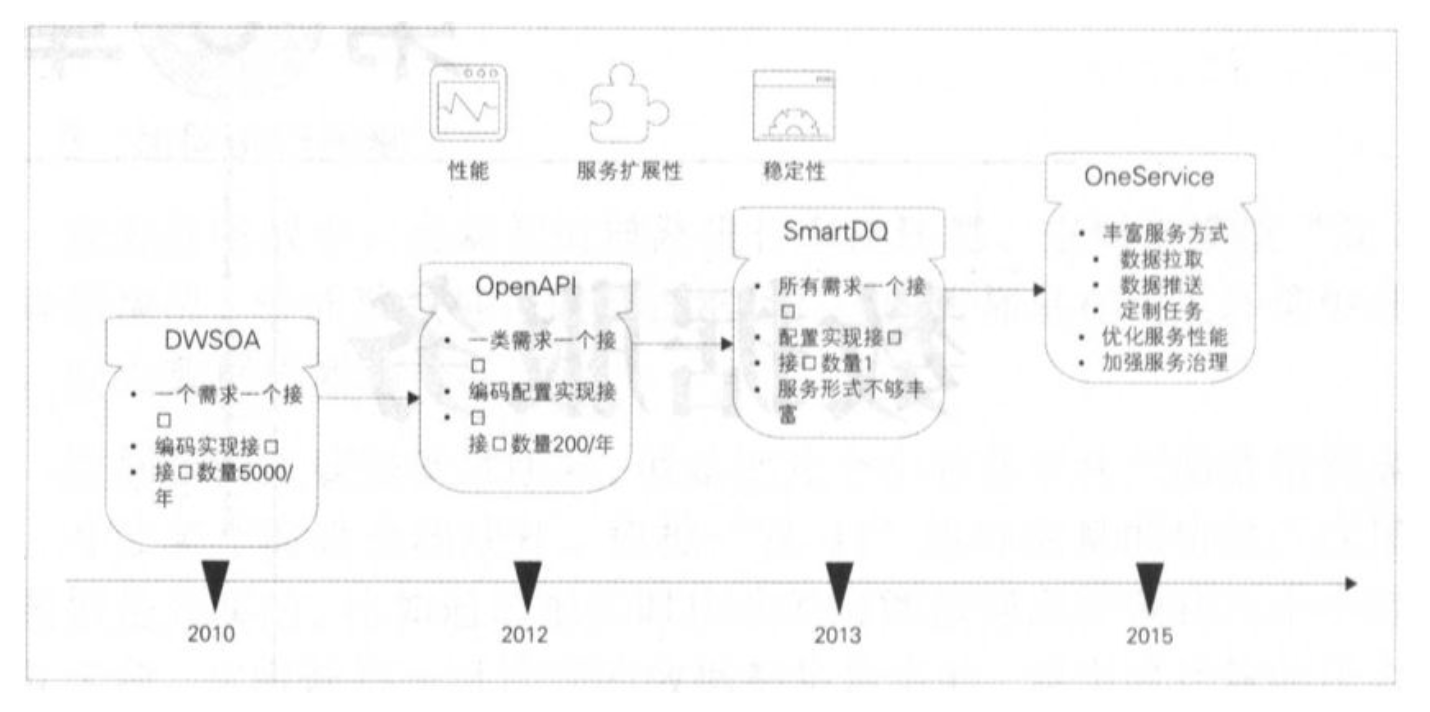 性能
服务扩展性
稳定性
OneService
• 丰富服务方式
• 数据拉取
• 数据推送
• 定制任务
• 优化服务性能
• 加强服务治理
SmartDQ
• 所有需求一个接
口
• 配置实现接口
• 接口数量1
• 服务形式不够丰
富
OpenAPI
• 一类需求一个接
口
• 编码配置实现接
• 口
接口数量200/年
DWSOA
• 一个需求一个接
口
• 编码实现接口
• 接口数量5000/
年
2010
2012
2013
2015